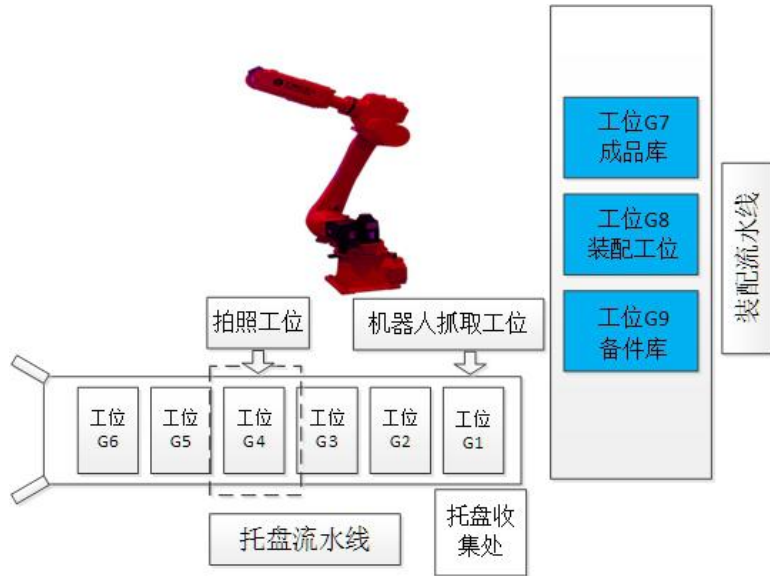 工位G7
成品库
工位G8
装配工位
工位G9
备件库
装配流水线
拍照工位
机器人抓取工位
工位
G6
工位
G5
工位
G4
工位
G3
工位
G2
工位
G1
托盘流水线
托盘收
集处